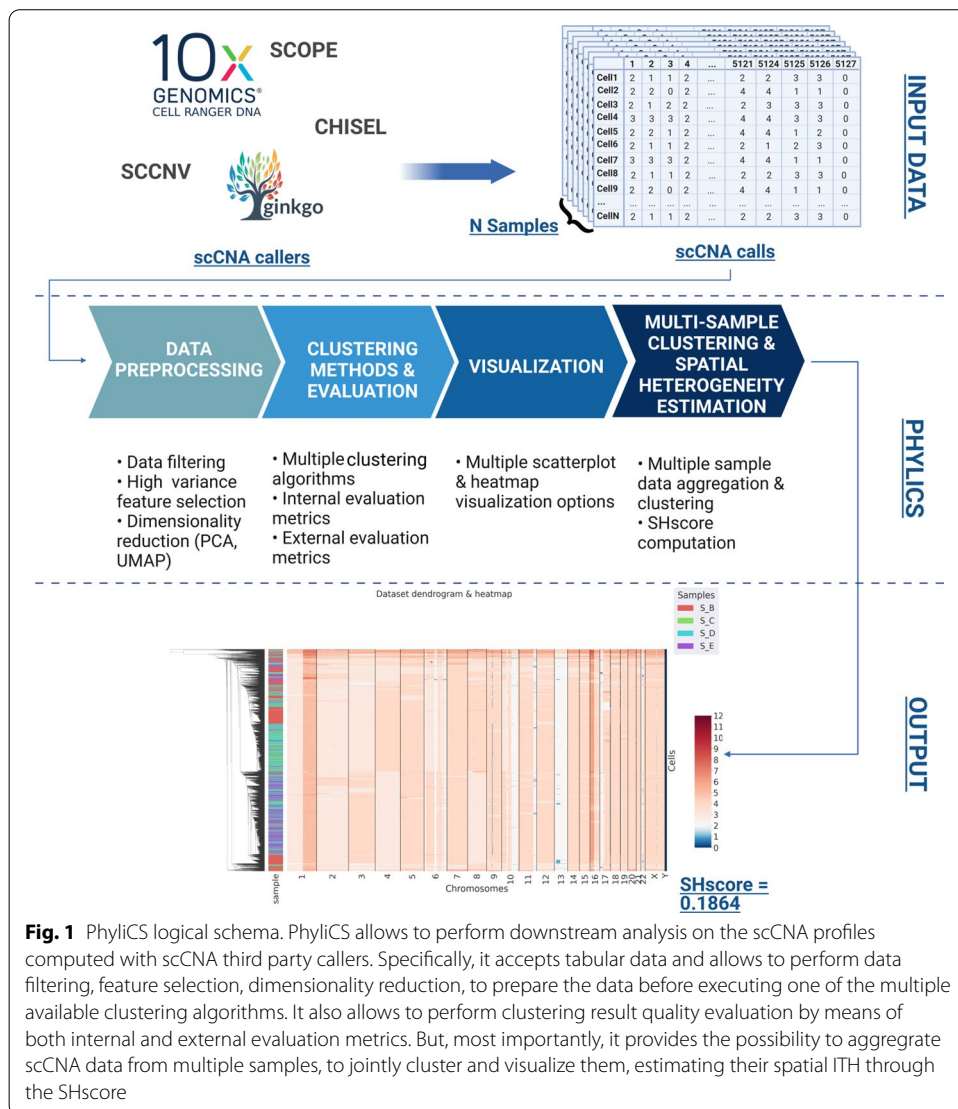 10x
GENOMICS®
CELL RANGER DNA
SCOPE
CHISEL
SCCNV
ginkgo
scCNA callers
1 2 3 4 ... 5121 5124 5125 5126 5127
Cell1 2 1 1 2 ... 2 2 3 3 0
Cell2 2 2 0 2 ... 4 4 1 1 0
Cell3 2 1 2 2 ... 2 3 3 3 0
Cell4 3 3 3 2 ... 4 4 3 3 0
Cell5 2 2 1 2 ... 4 4 1 2 0
Cell6 2 1 1 2 ... 2 1 2 3 0
Cell7 3 3 3 2 ... 4 4 1 1 0
Cell8 2 1 1 2 ... 2 2 3 3 0
Cell9 2 2 0 2 ... 4 4 1 1 0
... ... ... ... ... ... ... ... ... ... ...
CellN 2 1 1 2 ... 2 2 3 3 0
N Samples
scCNA calls
INPUT DATA
DATA
PREPROCESSING
CLUSTERING
METHODS &
EVALUATION
VISUALIZATION
MULTI-SAMPLE
CLUSTERING &
SPATIAL
HETEROGENEITY
ESTIMATION
• Data filtering
• High variance
feature selection
• Dimensionality
reduction (PCA,
UMAP)
• Multiple clustering
algorithms
• Internal evaluation
metrics
• External evaluation
metrics
• Multiple scatterplot
& heatmap
visualization options
• Multiple sample
data aggregation &
clustering
• SHscore
computation
PHYLICS
Dataset dendrogram & heatmap
Samples
S_B
S_C
S_D
S_E
12
11
10
9
8
7
6
5
4
3
2
1
0
Cells
sample
1 2 3 4 5 6 7 8 9 10 11 12 13 14 15 16 17 18 19 20 21 22 X Y
Chromosomes
SHscore =
0.1864
OUTPUT
Fig. 1 PhyliCS logical schema. PhyliCS allows to perform downstream analysis on the scCNA profiles
computed with scCNA third party callers. Specifically, it accepts tabular data and allows to perform data
filtering, feature selection, dimensionality reduction, to prepare the data before executing one of the multiple
available clustering algorithms. It also allows to perform clustering result quality evaluation by means of
both internal and external evaluation metrics. But, most importantly, it provides the possibility to aggregrate
scCNA data from multiple samples, to jointly cluster and visualize them, estimating their spatial ITH through
the SHscore